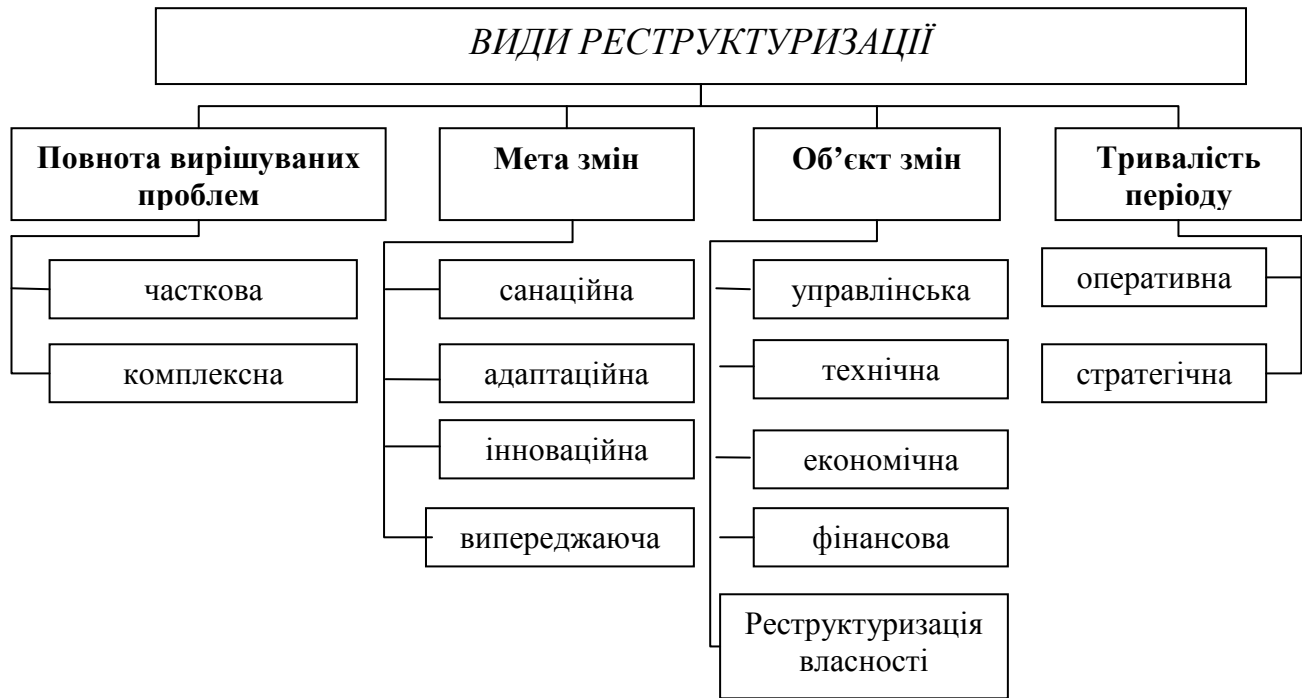 ВИДИ РЕСТРУКТУРИЗАЦІЇ
Повнота вирішуваних
проблем
часткова
комплексна
Мета змін
санаційна
адаптаційна
інноваційна
випереджаюча
Об’єкт змін
управлінська
технічна
економічна
фінансова
Реструктуризація
власності
Тривалість
періоду
оперативна
стратегічна